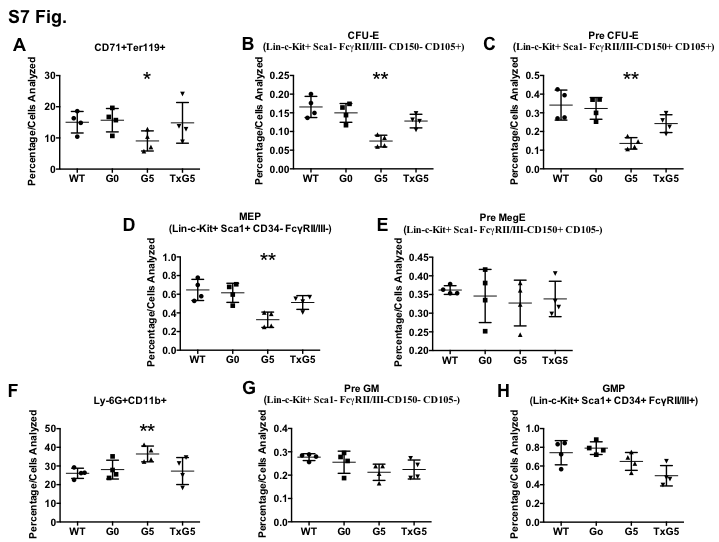 S7 Fig.
A
CD71+Ter119+
*
Percentage/Cells Analyzed
30
20
10
0
WT G0 G5 TxG5
B
CFU-E
(Lin-c-Kit+ Sca1- FcγRII/III- CD150- CD105+)
**
Percentage/Cells Analyzed
0.25
0.20
0.15
0.10
0.05
0.00
WT G0 G5 TxG5
C
Pre CFU-E
(Lin-c-Kit+ Sca1- FcγRII/III-CD150+ CD105+)
**
Percentage/Cells Analyzed
0.5
0.4
0.3
0.2
0.1
0.0
WT G0 G5 TxG5
D
MEP
(Lin-c-Kit+ Sca1+ CD34- FcγRII/III-)
**
Percentage/Cells Analyzed
1.0
0.8
0.6
0.4
0.2
0.0
WT G0 G5 TxG5
E
Pre MegE
(Lin-c-Kit+ Sca1- FcγRII/III-CD150+ CD105-)
Percentage/Cells Analyzed
0.45
0.40
0.35
0.30
0.25
0.20
WT G0 G5 TxG5
F
Ly-6G+CD11b+
**
Percentage/Cells Analyzed
50
40
30
20
10
0
WT G0 G5 TxG5
G
Pre GM
(Lin-c-Kit+ Sca1- FcγRII/III-CD150- CD105-)
Percentage/Cells Analyzed
0.4
0.3
0.2
0.1
0.0
WT G0 G5 TxG5
H
GMP
(Lin-c-Kit+ Sca1+ CD34+ FcγRII/III+)
Percentage/Cells Analyzed
1.0
0.8
0.6
0.4
0.2
0.0
WT Go G5 TxG5